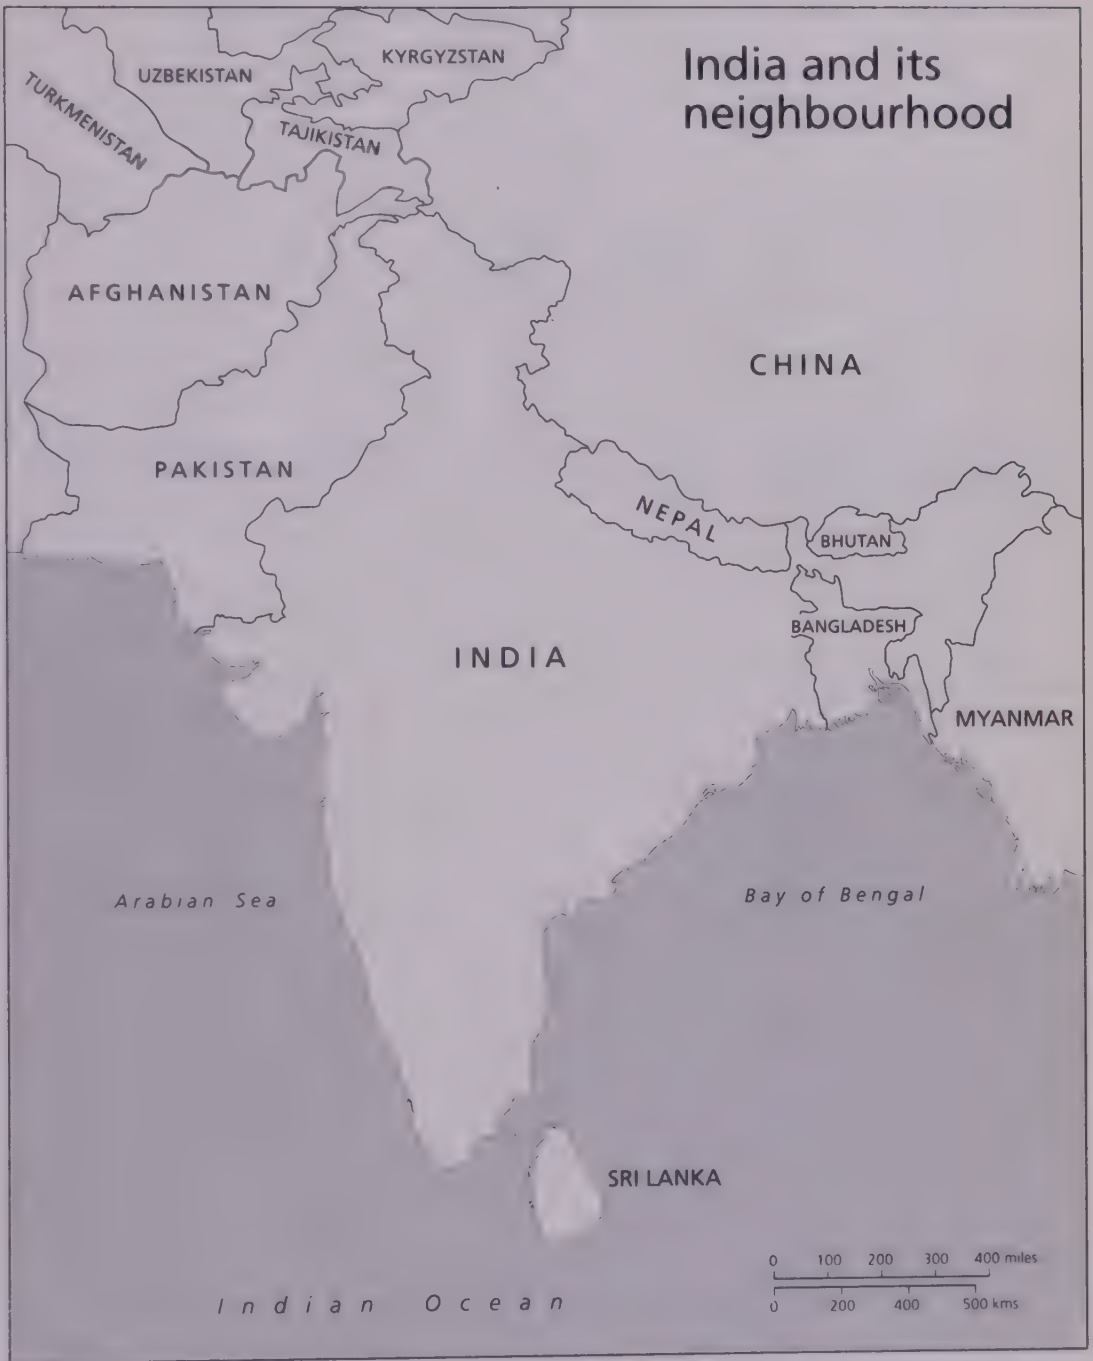 India and its
neighbourhood
KYRGYZSTAN
UZBEKISTAN
TURKMENISTAN
TAJIKISTAN
AFGHANISTAN
CHINA
PAKISTAN
NEPAL
BHUTAN
BANGLADESH
INDIA
MYANMAR
Arabian Sea
Bay of Bengal
SRI LANKA
0 100 200 300 400 miles
0 200 400 500 kms
Indian Ocean